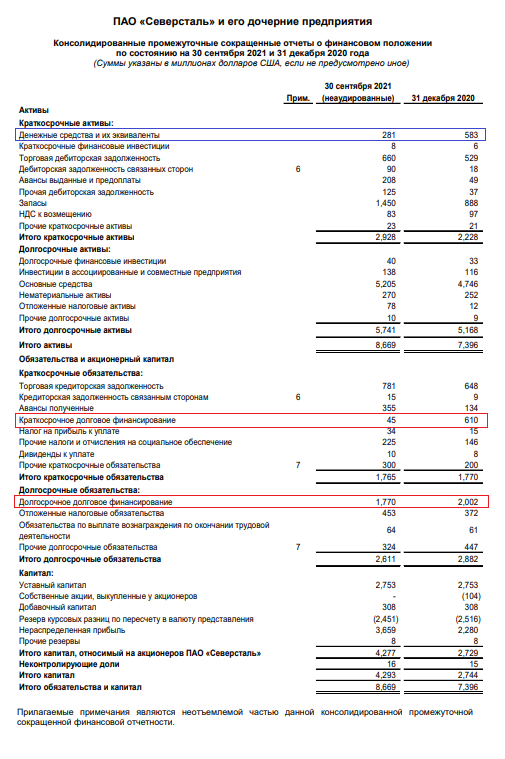 ПАО «Северсталь» и его дочерние предприятия
Консолидированные промежуточные сокращенные отчеты о финансовом положении
по состоянию на 30 сентября 2021 и 31 декабря 2020 года
(Суммы указаны в миллионах долларов США, если не предусмотрено иное)
30 сентября 2021
Прим. (неаудированные) 31 декабря 2020
Активы
Краткосрочные активы:
Денежные средства и их эквиваленты 281 583
Краткосрочные финансовые инвестиции 8 6
Торговая дебиторская задолженность 660 529
Дебиторская задолженность связанных сторон 6 90 18
Авансы выданные и предоплаты 208 49
Прочая дебиторская задолженность 125 37
Запасы 1,450 888
НДС к возмещению 83 97
Прочие краткосрочные активы 23 21
Итого краткосрочные активы 2,928 2,228
Долгосрочные активы:
Долгосрочные финансовые инвестиции 40 33
Инвестиции в ассоциированные и совместные предприятия 138 116
Основные средства 5,205 4,746
Нематериальные активы 270 252
Отложенные налоговые активы 78 12
Прочие долгосрочные активы 10 9
Итого долгосрочные активы 5,741 5,168
Итого активы 8,669 7,396
Обязательства и акционерный капитал
Краткосрочные обязательства:
Торговая кредиторская задолженность 781 648
Кредиторская задолженность связанным сторонам 6 15 9
Авансы полученные 355 134
Краткосрочное долговое финансирование 45 610
Налог на прибыль к уплате 34 15
Прочие налоги и отчисления на социальное обеспечение 225 146
Дивиденды к уплате 10 8
Прочие краткосрочные обязательства 7 300 200
Итого краткосрочные обязательства 1,765 1,770
Долгосрочные обязательства:
Долгосрочное долговое финансирование 1,770 2,002
Отложенные налоговые обязательства 453 372
Обязательства по выплате вознаграждения по окончании трудовой
деятельности 64 61
Прочие долгосрочные обязательства 7 324 447
Итого долгосрочные обязательства 2,611 2,882
Капитал:
Уставный капитал 2,753 2,753
Собственные акции, выкупленные у акционеров - (104)
Добавочный капитал 308 308
Резерв курсовых разниц по пересчету в валюту представления (2,451) (2,516)
Нераспределенная прибыль 3,659 2,280
Прочие резервы 8 8
Итого капитал, относимый на акционеров ПАО «Северсталь» 4,277 2,729
Неконтролирующие доли 16 15
Итого капитал 4,293 2,744
Итого обязательства и капитал 8,669 7,396
Прилагаемые примечания являются неотъемлемой частью данной консолидированной промежуточной
сокращенной финансовой отчетности.